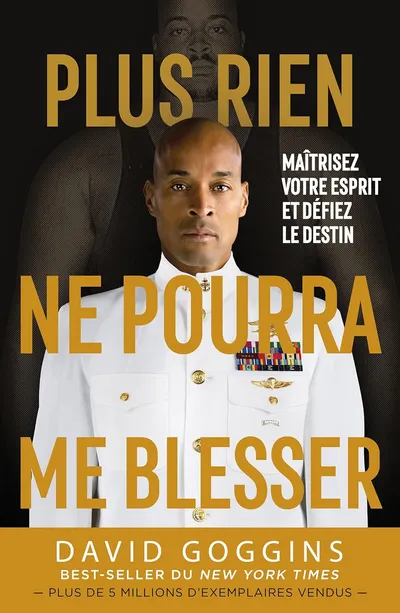 PLUS RIEN
MAÎTRISEZ
VOTRE ESPRIT
ET DÉFIEZ
LE DESTIN
NE POURRA
ME BLESSER
DAVID GOGGINS
BEST-SELLER DU NEW YORK TIMES
— PLUS DE 5 MILLIONS D'EXEMPLAIRES VENDUS —